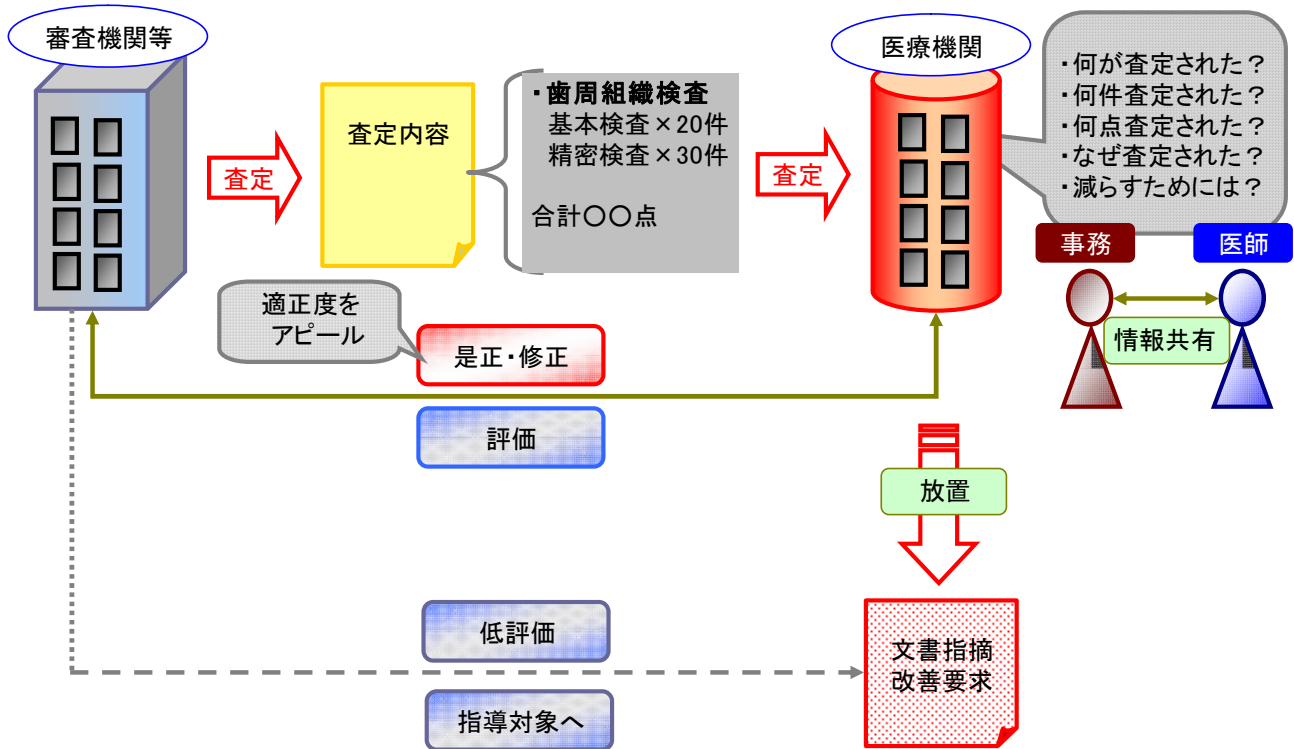 審査機関等
医療機関
・何が査定された？
・何件査定された？
・何点査定された？
・なぜ査定された？
・減らすためには？
査定
査定内容
・歯周組織検査
基本検査×20件
精密検査×30件
合計〇〇点
査定
事務
医師
情報共有
適正度を
アピール
是正・修正
評価
放置
低評価
文書指摘
改善要求
指導対象へ